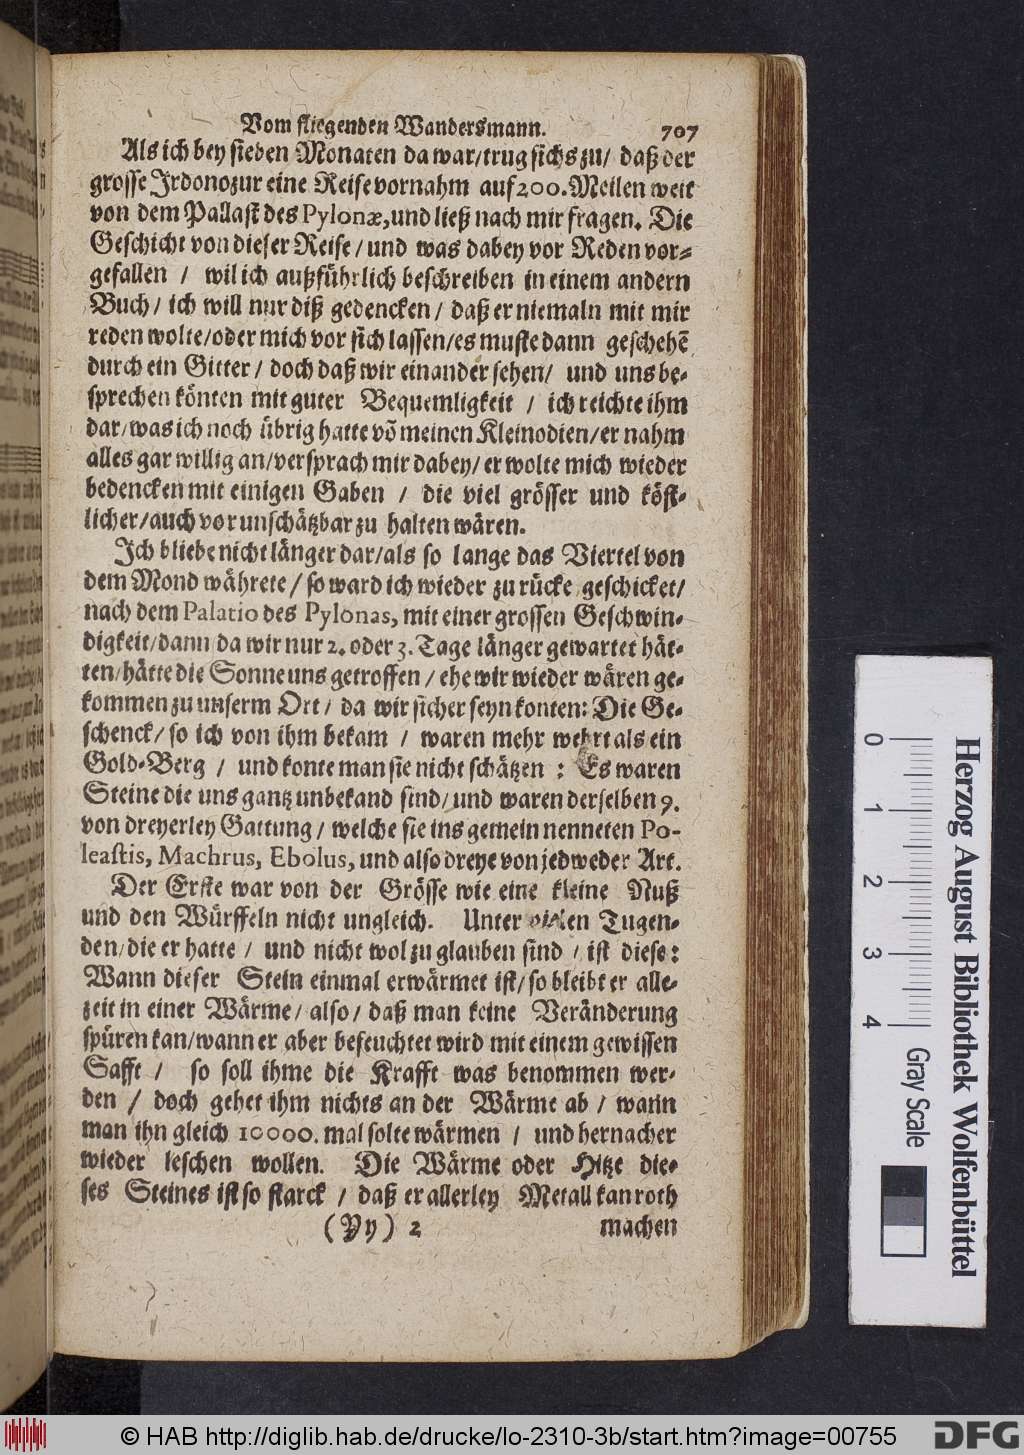 Vom fliegenden Wandersmann. 707
Als ich bey sieben Monaten da war/trug sichs zu/ daß der
grosse Irdonozur eine Reise vornahm auf 200. Meilen weit
von dem Pallast des Pylonæ, und ließ nach mir fragen. Die
Geschicht von dieser Reise/und was dabey vor Reden vor=
gefallen / wil ich außführlich beschreiben in einem andern
Buch/ ich will nur diß gedencken/ daß er niemaln mit mir
reden wolte/oder mich vor sich lassen/es muste dann geschehē
durch ein Gitter/ doch daß wir einander sehen/ und uns be=
sprechen könten mit guter Bequemligkeit / ich reichte ihm
dar/was ich noch übrig hatte võ meinen Kleinodien/er nahm
alles gar willig an/versprach mir dabey/ er wolte mich wieder
bedencken mit einigen Gaben / die viel grösser und köst=
licher/auch vor unschätzbar zu halten wären.
Ich bliebe nicht länger dar/als so lange das Viertel von
dem Mond währete/ so ward ich wieder zu rücke geschicket/
nach dem Palatio des Pylonas, mit einer grossen Geschwin=
digkeit/dann da wir nur 2. oder 3. Tage länger gewartet hät=
ten/hätte die Sonne uns getroffen/ ehe wir wieder wären ge=
kommen zu unserm Ort/ da wir sicher seyn konten: Die Ge=
schenck/ so ich von ihm bekam / waren mehr wehrt als ein
Gold=Berg / und konte man sie nicht schätzen : Es waren
Steine die uns gantz unbekand sind/und waren derselben 9.
von dreyerley Gattung/ welche sie ins gemein nenneten Po-
leastis, Machrus, Ebolus, und also dreye von jedweder Art.
Der Erste war von der Grösse wie eine kleine Nuß
und den Würffeln nicht ungleich. Unter vielen Tugen=
den/die er hatte / und nicht wol zu glauben sind / ist diese:
Wann dieser Stein einmal erwärmet ist/so bleibt er alle=
zeit in einer Wärme/ also/ daß man keine Veränderung
spüren kan/wann er aber befeuchtet wird mit einem gewissen
Safft / so soll ihme die Krafft was benommen wer=
den / doch gehet ihm nichts an der Wärme ab / wann
man ihn gleich 10000. mal solte wärmen / und hernacher
wieder leschen wollen. Die Wärme oder Hitze die=
ses Steines ist so starck / daß er allerley Metall kan roth
(Yy) 2 machen
0 1 2 3 4
Gray Scale
Herzog August Bibliothek Wolfenbüttel
© HAB http://diglib.hab.de/drucke/lo-2310-3b/start.htm?image=00755
DFG